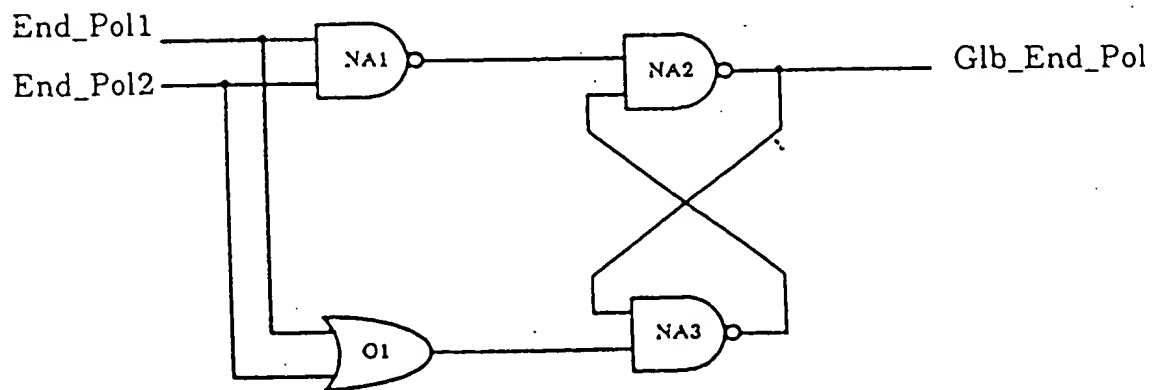 End_Pol1
End_Pol2
NA1
NA2
Glb_End_Pol
O1
NA3